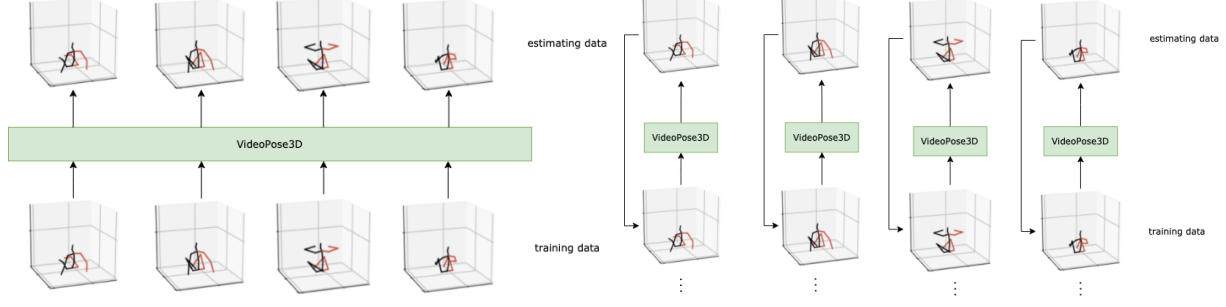 estimating data
VideoPose3D
training data
estimating data
VideoPose3D
VideoPose3D
VideoPose3D
VideoPose3D
training data